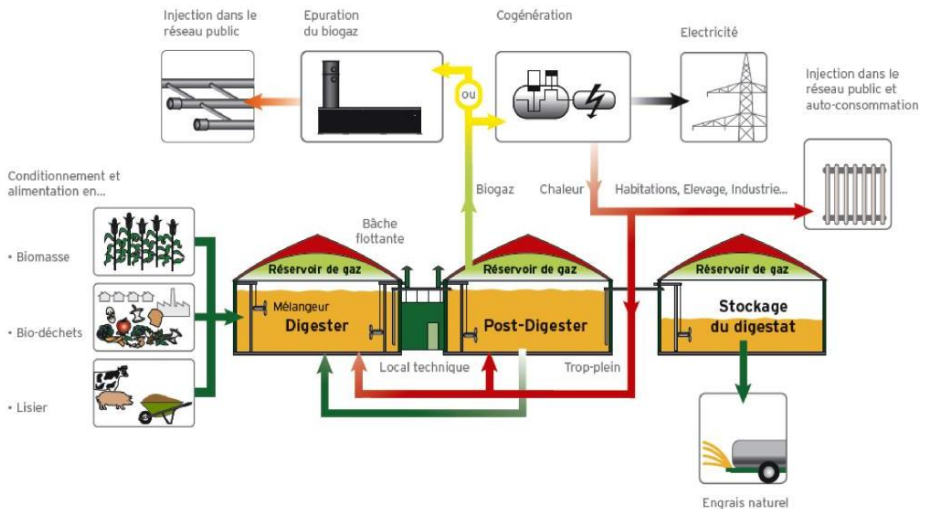 Injection dans le
réseau public
Epuration
du biogaz
Cogénération
Electricité
Injection dans le
réseau public et
auto-consommation
ou
Conditionnement et
alimentation en...
Biogaz
Chaleur
Habitations, Elevage, Industrie...
Bâche
flottante
• Biomasse
Réservoir de gaz
Réservoir de gaz
Réservoir de gaz
Mélangeur
Digester
Post-Digester
Stockage
du digestat
• Bio-déchets
Local technique
Trop-plein
• Lisier
Engrais naturel